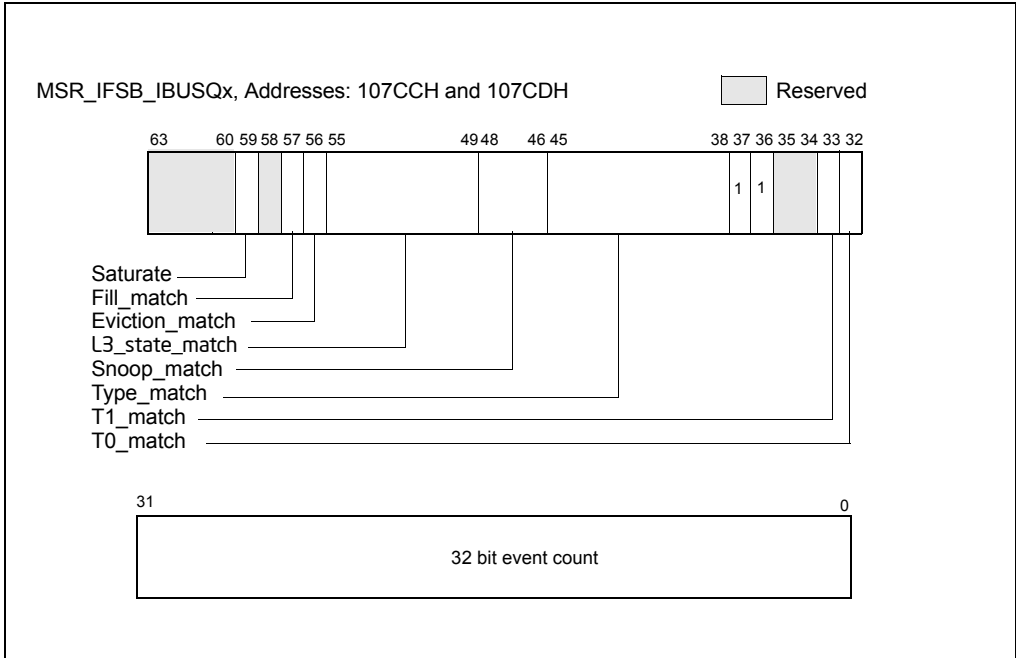 MSR_IFSB_IBUSQx, Addresses: 107CCH and 107CDH
Reserved
63 60 59 58 57 56 55 49 48 46 45 38 37 36 35 34 33 32
1 1
Saturate
Fill_match
Eviction_match
L3_state_match
Snoop_match
Type_match
T1_match
T0_match
31 0
32 bit event count